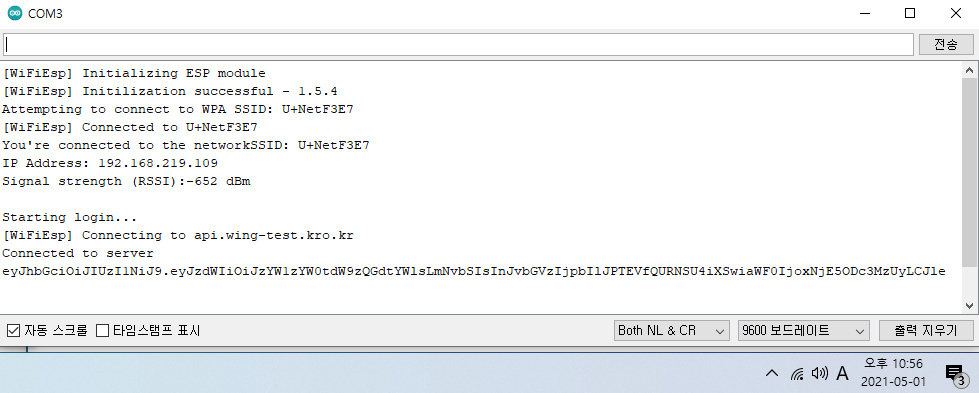 COM3
전송
[WiFiEsp] Initializing ESP module
[WiFiEsp] Initilization successful - 1.5.4
Attempting to connect to WPA SSID: U+NetF3E7
[WiFiEsp] Connected to U+NetF3E7
You're connected to the networkSSID: U+NetF3E7
IP Address: 192.168.219.109
Signal strength (RSSI):-652 dBm
Starting login...
[WiFiEsp] Connecting to api.wing-test.kro.kr
Connected to server
eyJhbGciOiJIUzI1NiJ9.eyJzdWIiOiJzYW1zYW0tdW9zQGdtYWlsLmNvbSIsInJvbGVzIjpbIlJPTEVfQURNSU4iXSwiaWF0IjoxNjE5ODc3MzUyLCJle
자동 스크롤 타임스탬프 표시 Both NL & CR 9600 보드레이트 출력 지우기
A 오후 10:56 3
2021-05-01